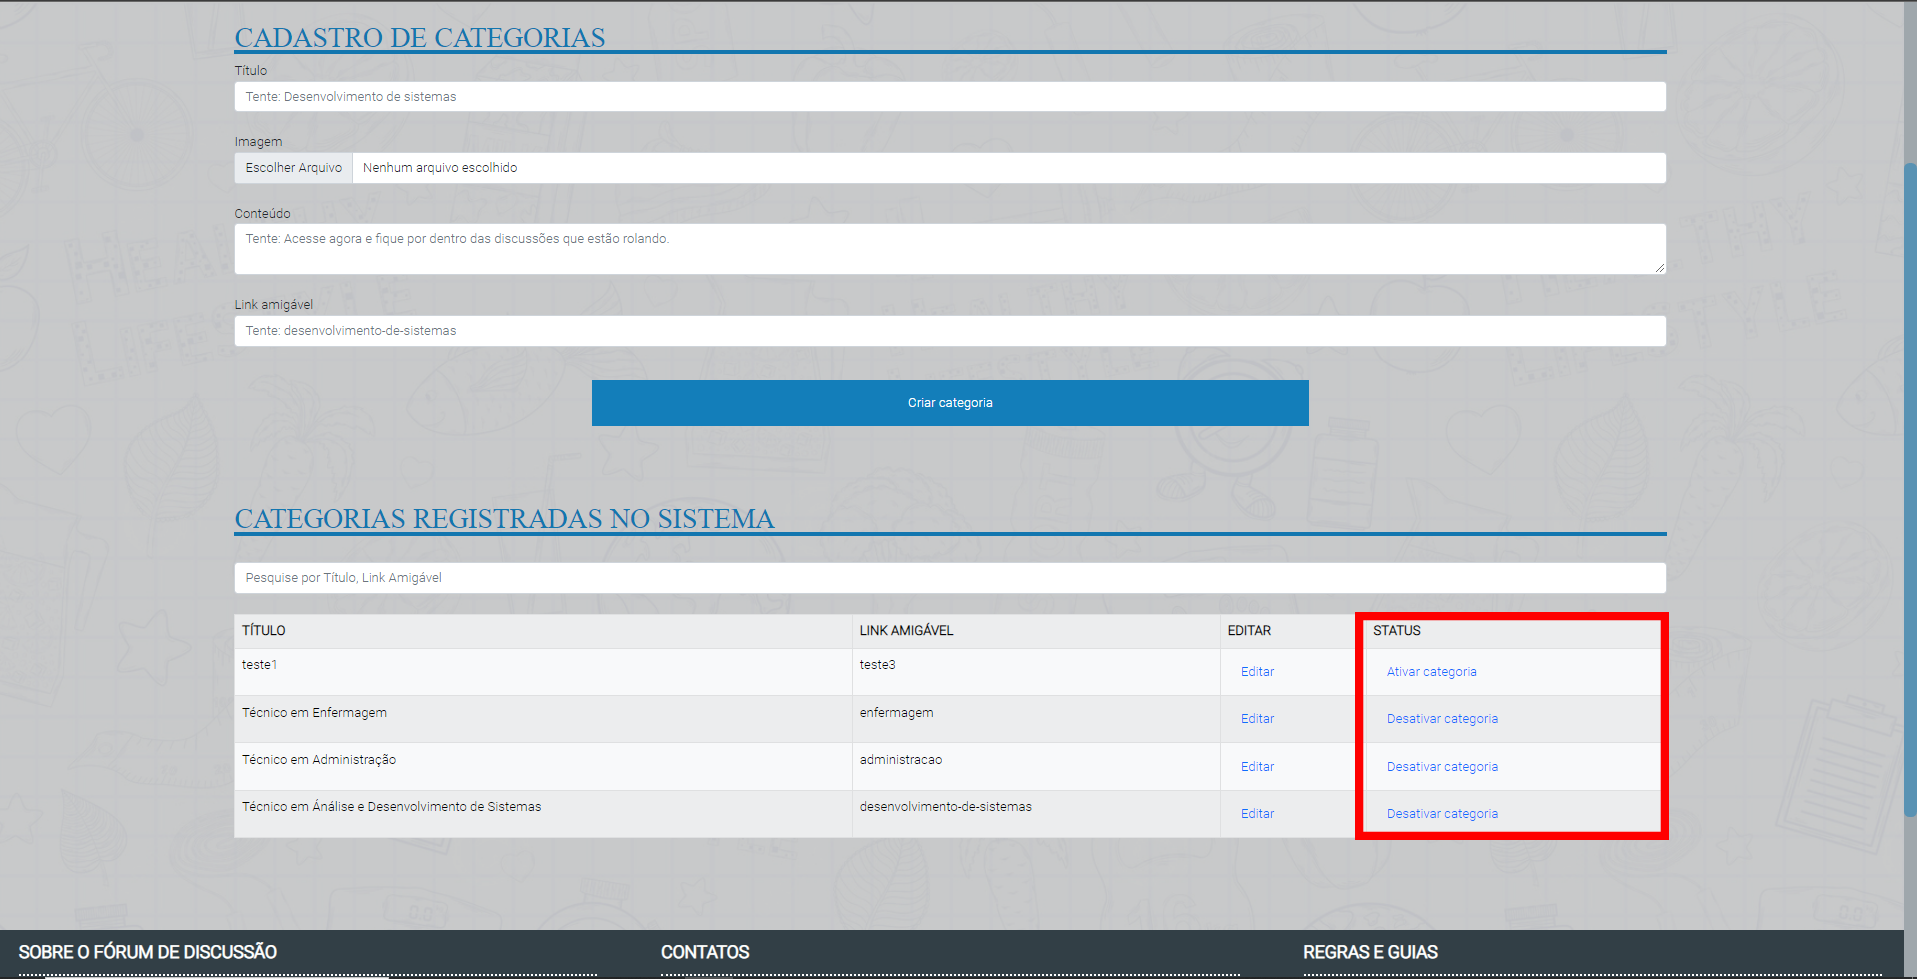 CADASTRO DE CATEGORIAS
Título
Tente: Desenvolvimento de sistemas
Imagem
Escolher Arquivo Nenhum arquivo escolhido
Conteúdo
Tente: Acesse agora e fique por dentro das discussões que estão rolando.
Link amigável
Tente: desenvolvimento-de-sistemas
Criar categoria
CATEGORIAS REGISTRADAS NO SISTEMA
Pesquise por Título, Link Amigável
TÍTULO LINK AMIGÁVEL EDITAR STATUS
teste1 teste3 Editar Ativar categoria
Técnico em Enfermagem enfermagem Editar Desativar categoria
Técnico em Administração administracao Editar Desativar categoria
Técnico em Ánálise e Desenvolvimento de Sistemas desenvolvimento-de-sistemas Editar Desativar categoria
SOBRE O FÓRUM DE DISCUSSÃO CONTATOS REGRAS E GUIAS